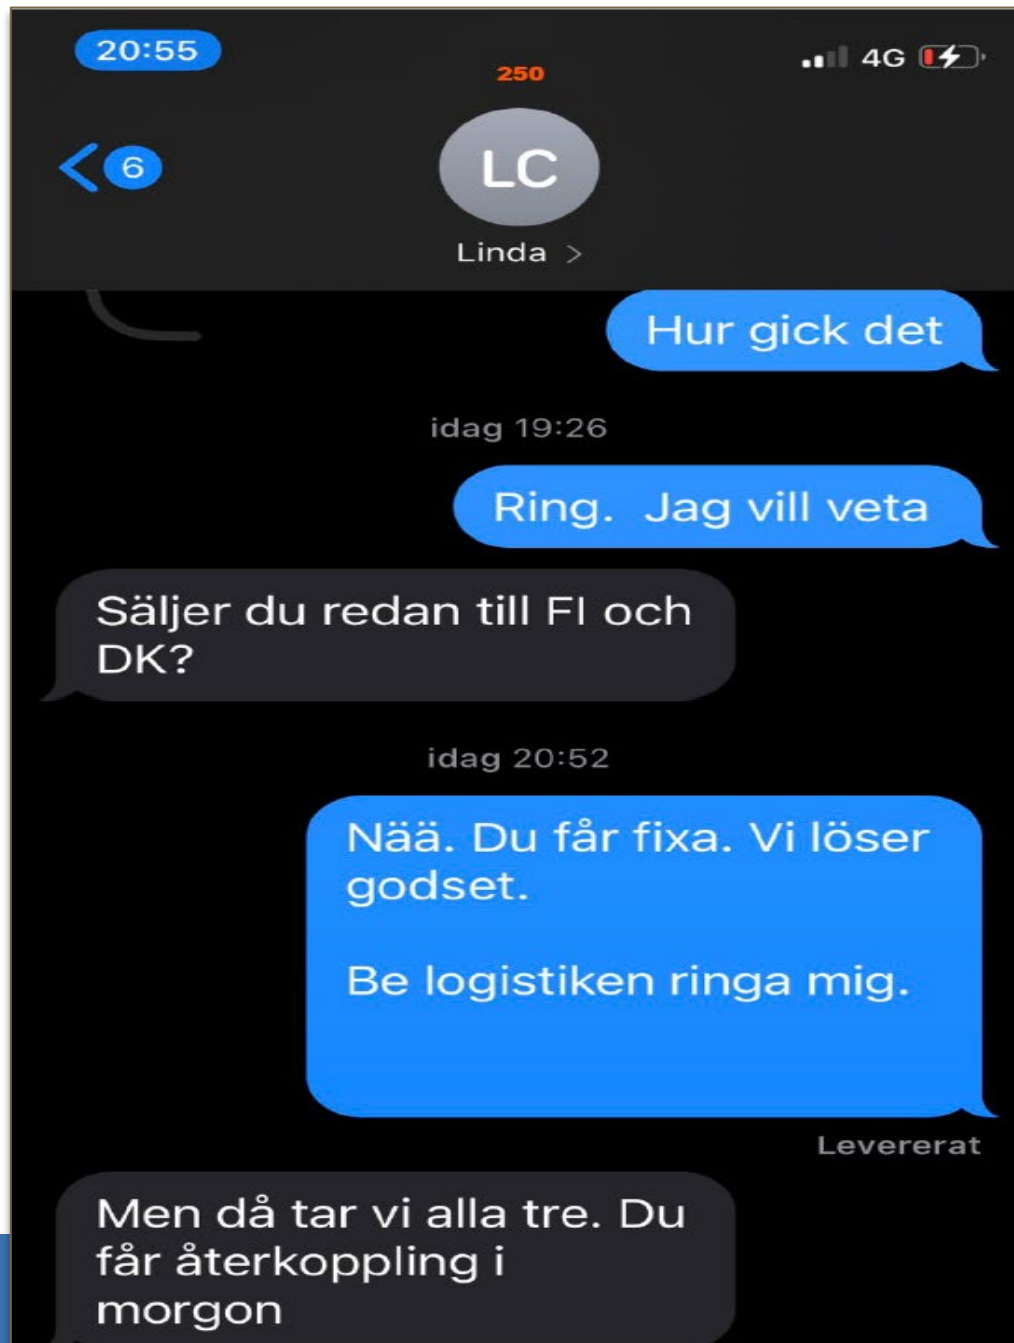 20:55
250
4G
6
LC
Linda >
Hur gick det
idag 19:26
Ring.  Jag vill veta
Säljer du redan till FI och
DK?
idag 20:52
Nää. Du får fixa. Vi löser
godset.
Be logistiken ringa mig.
Levererat
Men då tar vi alla tre. Du
får återkoppling i
morgon